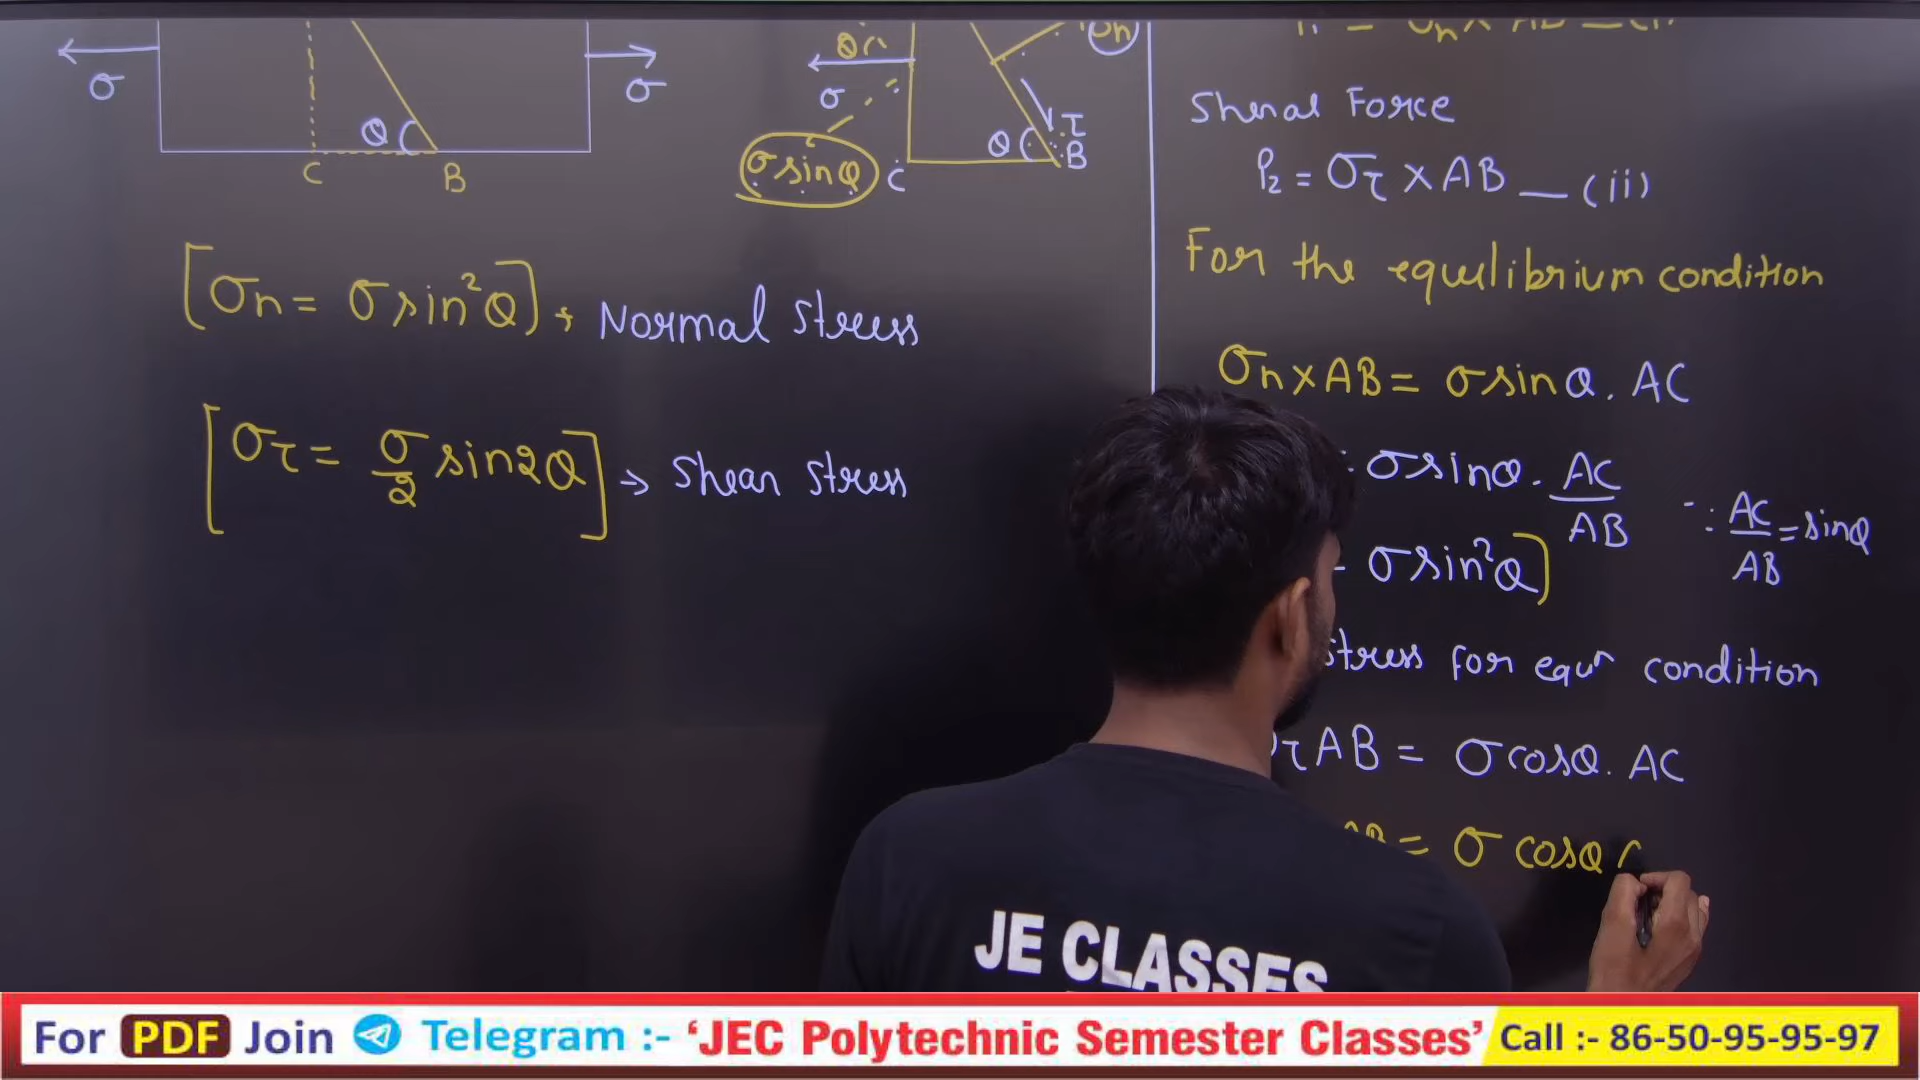 σ
σ
θ
C
B
σ
σ sinθ
C
θ
τ
B
σn
[σn = σ sin²θ] → Normal stress
[στ = σ/2 sin2θ] → Shear stress
Shear Force
P₂ = στ × AB — (ii)
For the equilibrium condition
σn × AB = σ sinθ . AC
σ sinθ . AC/AB
∵ AC/AB = sinθ
σ sin²θ]
stress for equn condition
στ AB = σ cosθ . AC
AB = σ cosθ
JE CLASSES
For PDF Join Telegram :- 'JEC Polytechnic Semester Classes' Call :- 86-50-95-95-97